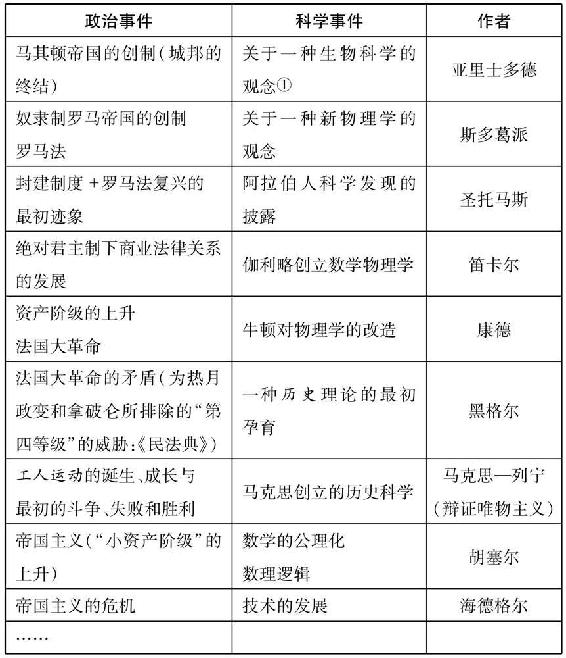 政治事件 科学事件 作者
马其顿帝国的创制(城邦的
终结)
关于一种生物科学的
观念①
亚里士多德
奴隶制罗马帝国的创制
罗马法
关于一种新物理学的
观念
斯多葛派
封建制度+罗马法复兴的
最初迹象
阿拉伯人科学发现的
披露
圣托马斯
绝对君主制下商业法律关系
的发展
伽利略创立数学物理学
笛卡尔
资产阶级的上升
法国大革命
牛顿对物理学的改造
康德
法国大革命的矛盾(为热月
政变和拿破仑所排除的“第
四等级”的威胁:《民法典》)
一种历史理论的最初
孕育
黑格尔
工人运动的诞生、成长与
最初的斗争、失败和胜利
马克思创立的历史科学
马克思—列宁
(辩证唯物主义)
帝国主义(“小资产阶级”的
上升)
数学的公理化
数理逻辑
胡塞尔
帝国主义的危机
技术的发展
海德格尔
……